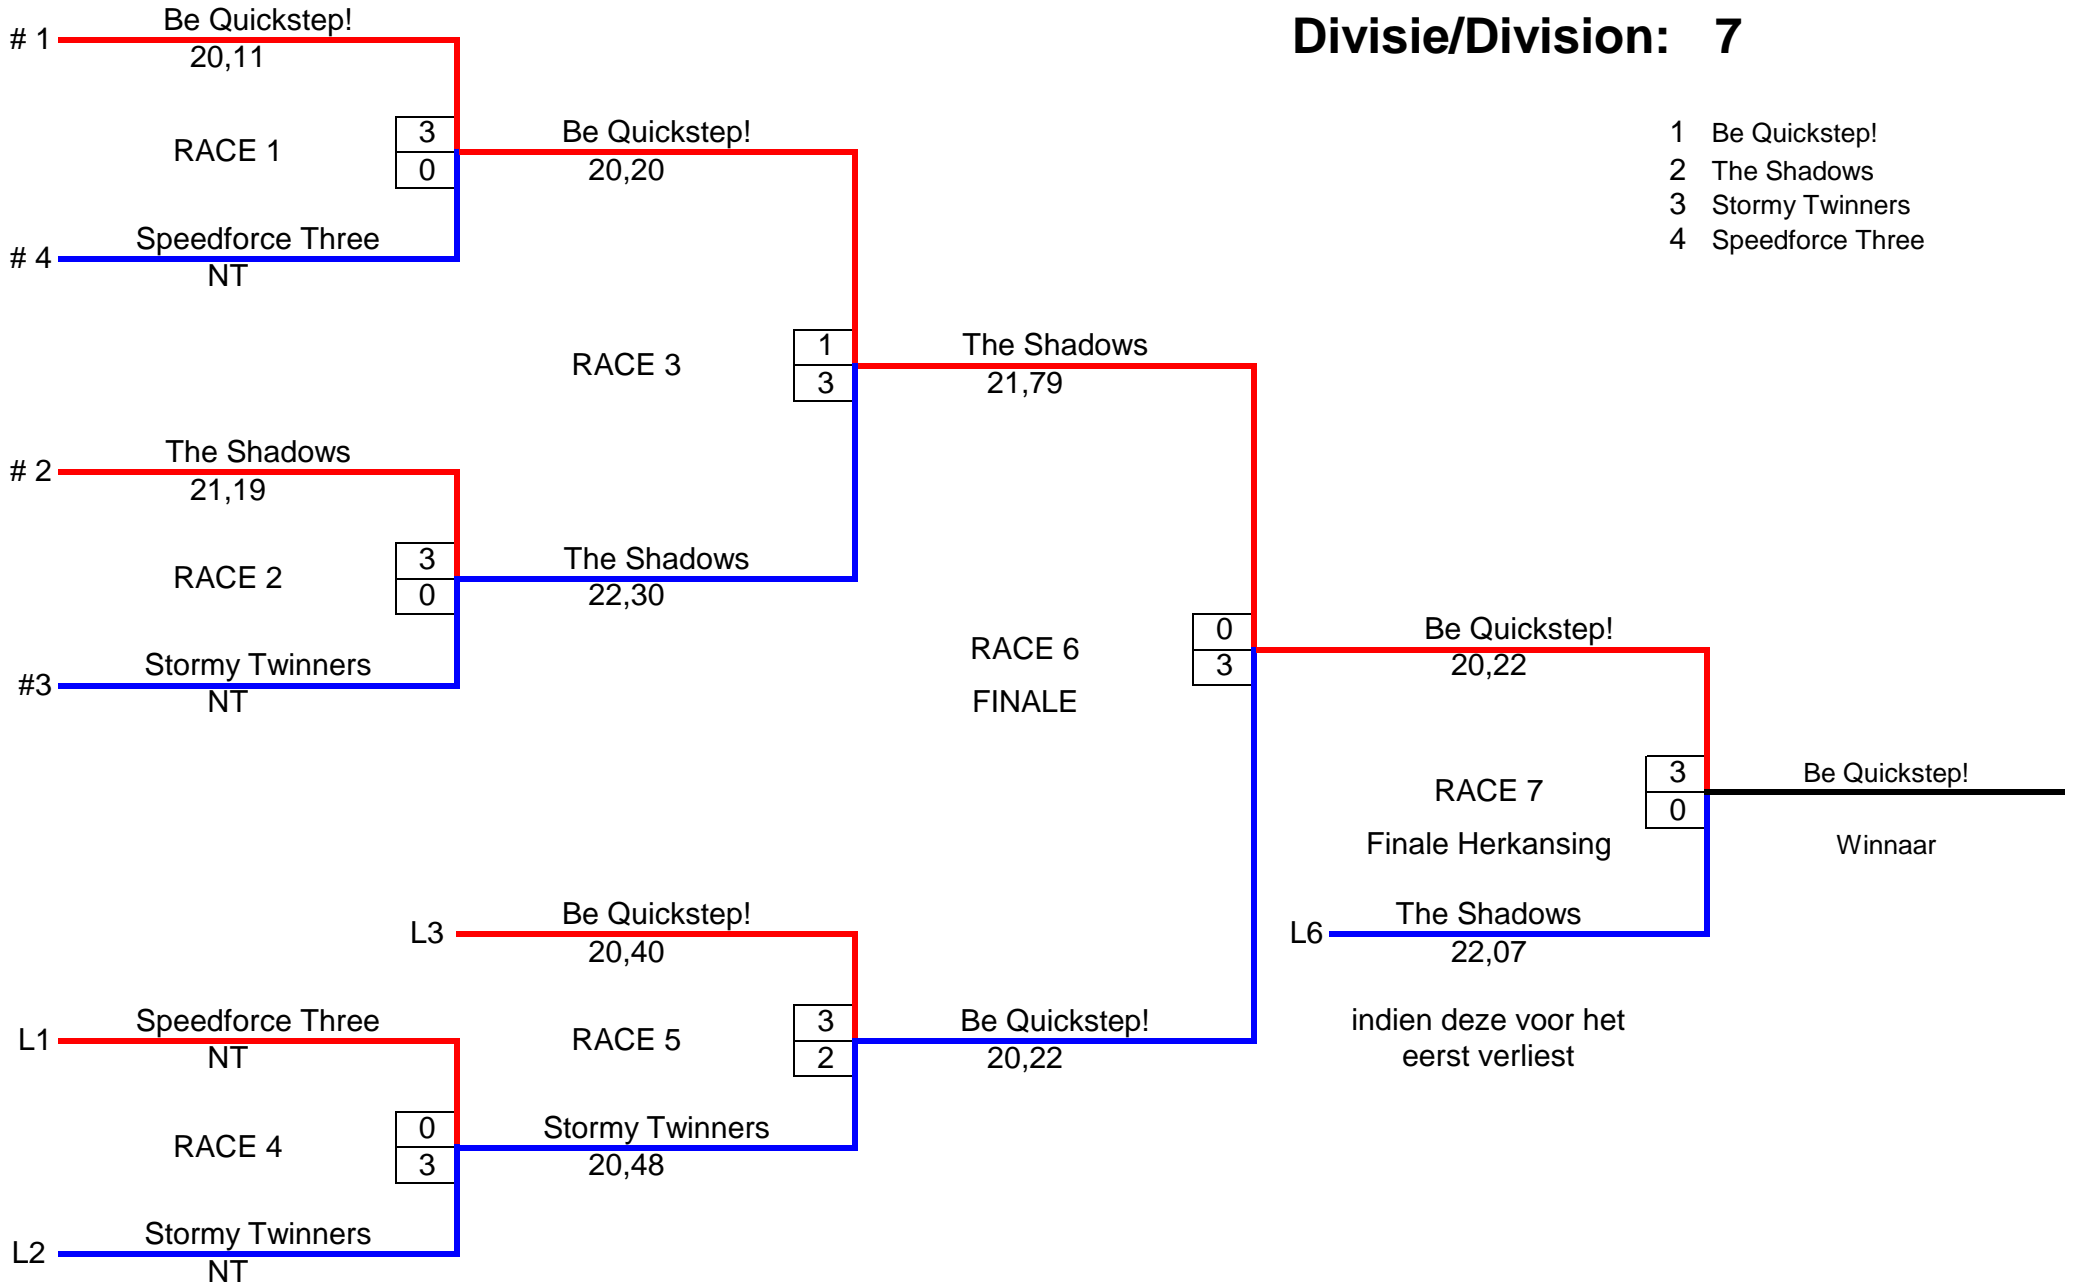 Divisie/Division: 7
1 Be Quickstep!
2 The Shadows
3 Stormy Twinners
4 Speedforce Three
# 1
Be Quickstep!
20,11
RACE 1
3
0
# 4
Speedforce Three
NT
# 2
The Shadows
21,19
RACE 2
3
0
#3
Stormy Twinners
NT
Be Quickstep!
20,20
RACE 3
1
3
The Shadows
22,30
L1
Speedforce Three
NT
RACE 4
0
3
L2
Stormy Twinners
NT
L3
Be Quickstep!
20,40
RACE 5
3
2
Stormy Twinners
20,48
The Shadows
21,79
RACE 6
FINALE
0
3
Be Quickstep!
20,22
Be Quickstep!
20,22
RACE 7
Finale Herkansing
3
0
L6
The Shadows
22,07
indien deze voor het
eerst verliest
Be Quickstep!
Winnaar